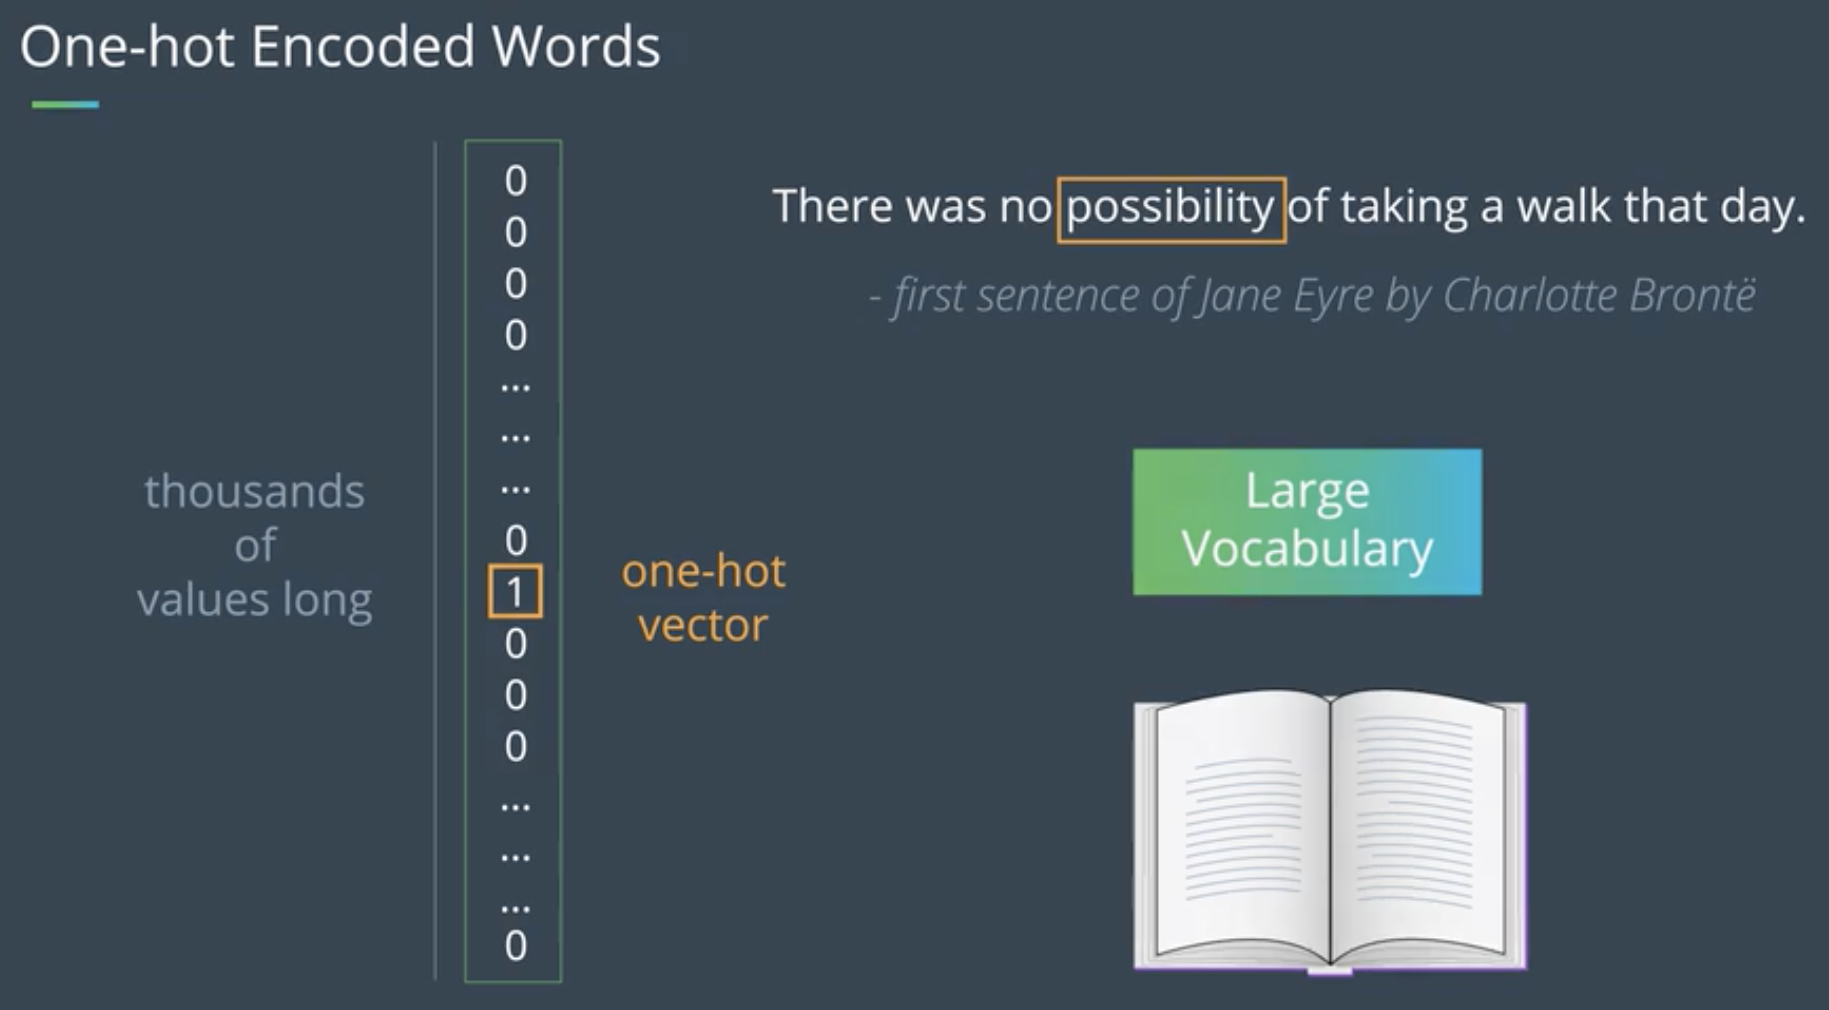 One-hot Encoded Words
thousands
of
values long
0
0
0
0
...
...
...
0
1
0
0
0
...
...
...
0
one-hot
vector
There was no possibility of taking a walk that day.
- first sentence of Jane Eyre by Charlotte Brontë
Large
Vocabulary